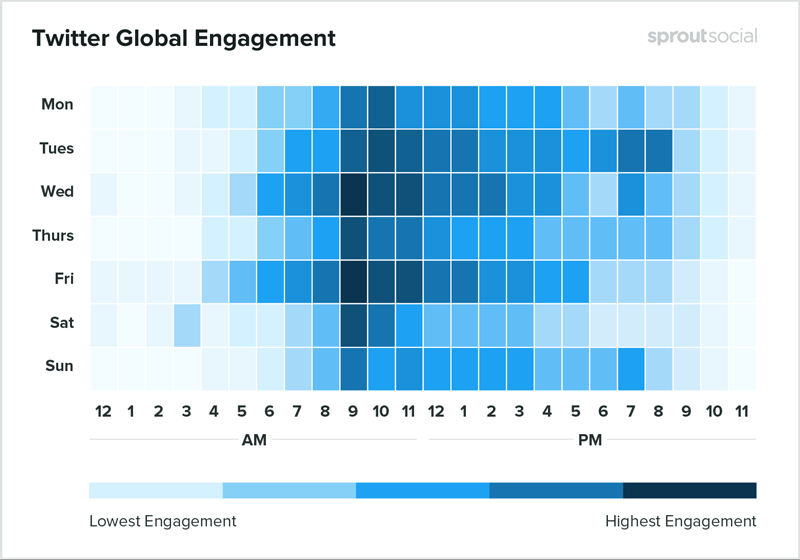 Twitter Global Engagement
sproutsocial
Mon
Tues
Wed
Thurs
Fri
Sat
Sun
12 1 2 3 4 5 6 7 8 9 10 11 12 1 2 3 4 5 6 7 8 9 10 11
AM PM
Lowest Engagement Highest Engagement